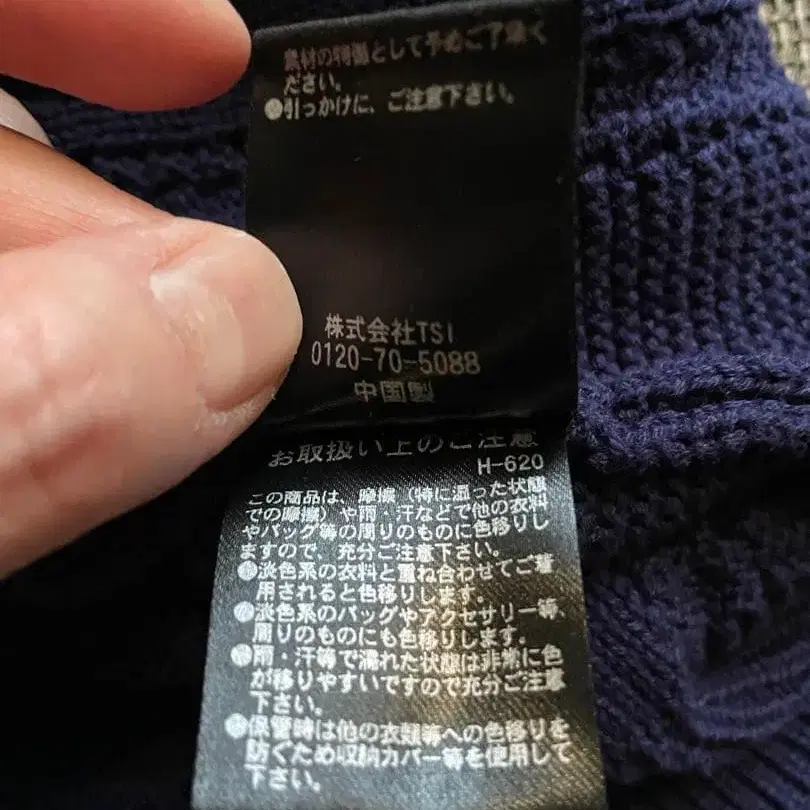 素材の特徴として予めご了承く
ださい。
●引っかけに、ご注意下さい。
株式会社TSI
0120-70-5088
中国製
お取扱い上のご注意
H-620
この商品は、摩擦（特に湿った状態
での摩擦）や雨・汗などで他の衣料
やバッグ等の周りのものに色移りし
ますので、充分ご注意下さい。
●淡色系の衣料と重ね合わせてご着
用されると色移りします。
●淡色系のバッグやアクセサリー等、
周りのものにも色移りします。
●雨・汗等で濡れた状態は非常に色
が移りやすいですので充分ご注意
下さい。
●保管時は他の衣類等への色移りを
防ぐため収納カバー等を使用して
下さい。